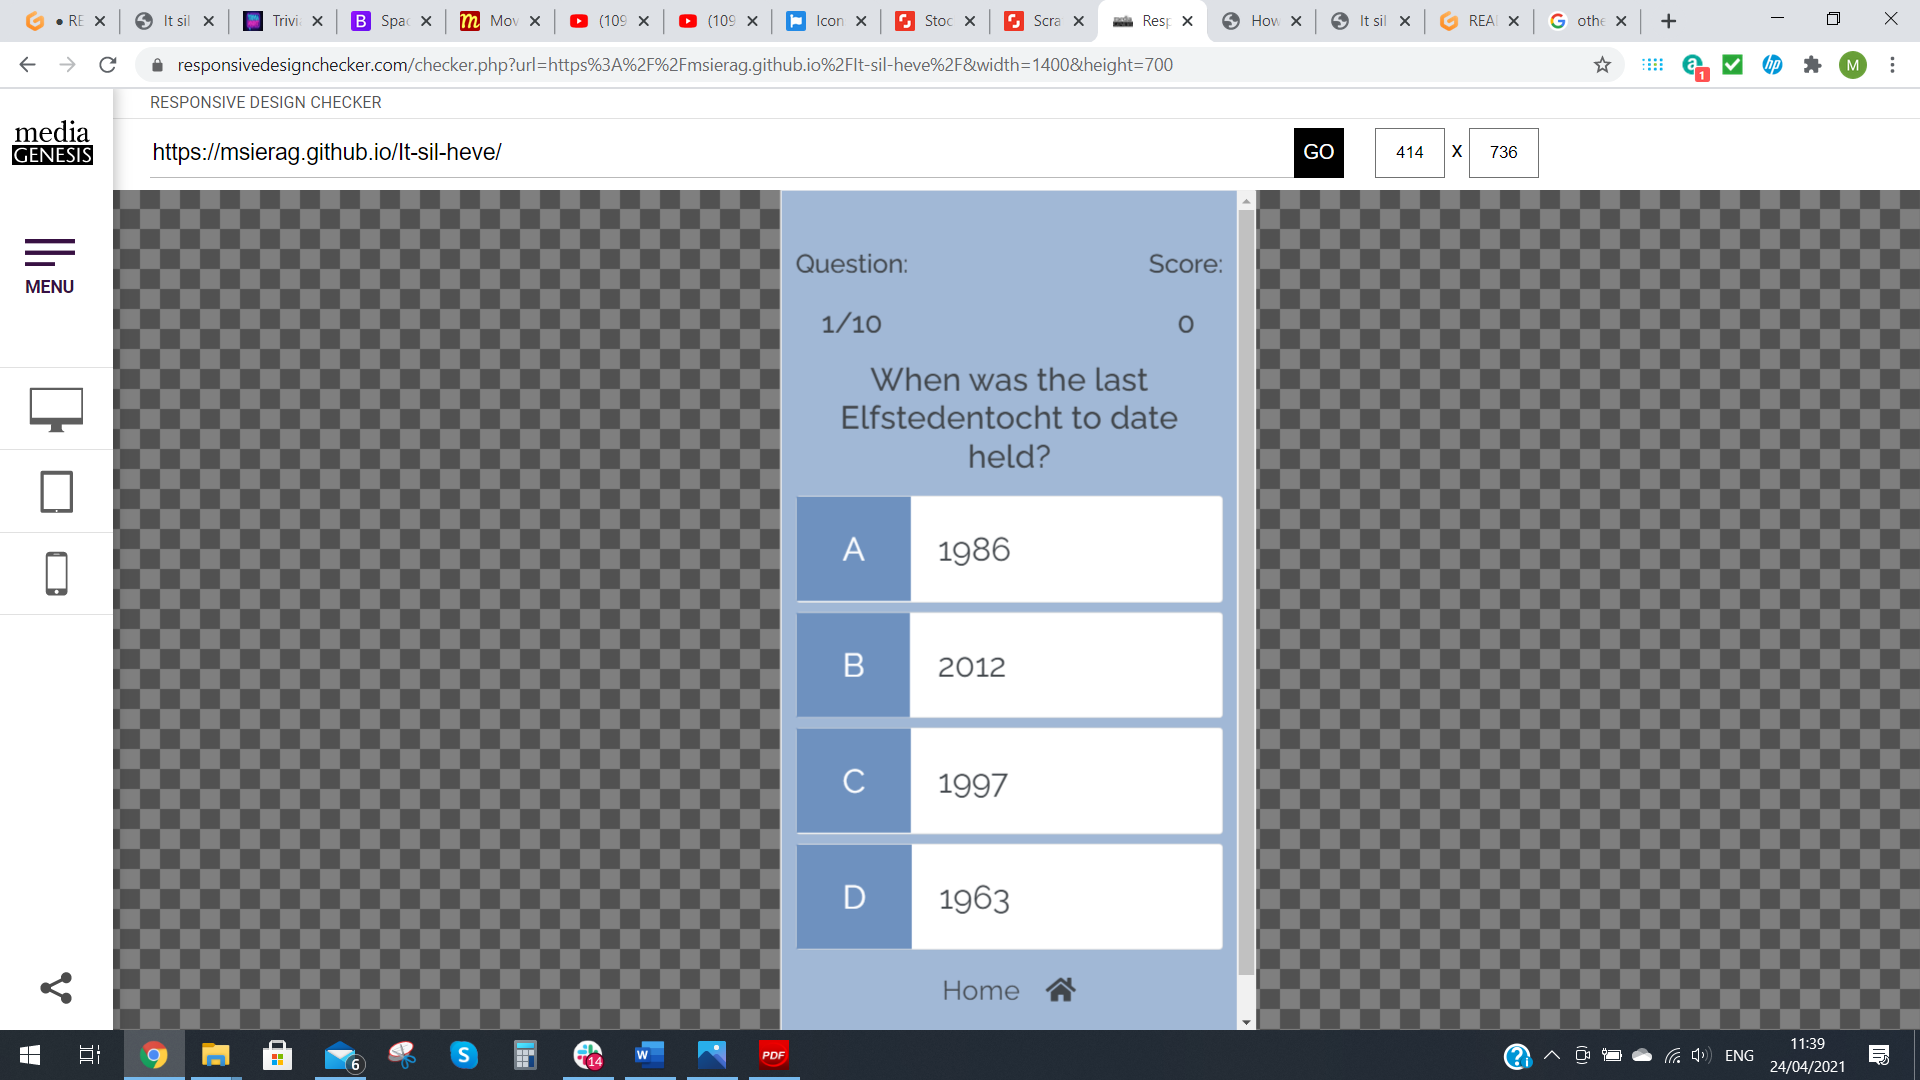 RE
It sil
Trivi
Spac
Mov
(109
(109
Icon
Stoc
Scra
Resp
How
It sil
REA
othe
responsivedesignchecker.com/checker.php?url=https%3A%2F%2Fmsierag.github.io%2FIt-sil-heve%2F&width=1400&height=700
1
M
RESPONSIVE DESIGN CHECKER
media
GENESIS
https://msierag.github.io/It-sil-heve/
GO
414
X
736
MENU
Question:
Score:
1/10
0
When was the last
Elfstedentocht to date
held?
A
1986
B
2012
C
1997
D
1963
Home
6
14
PDF
ENG
11:39
24/04/2021